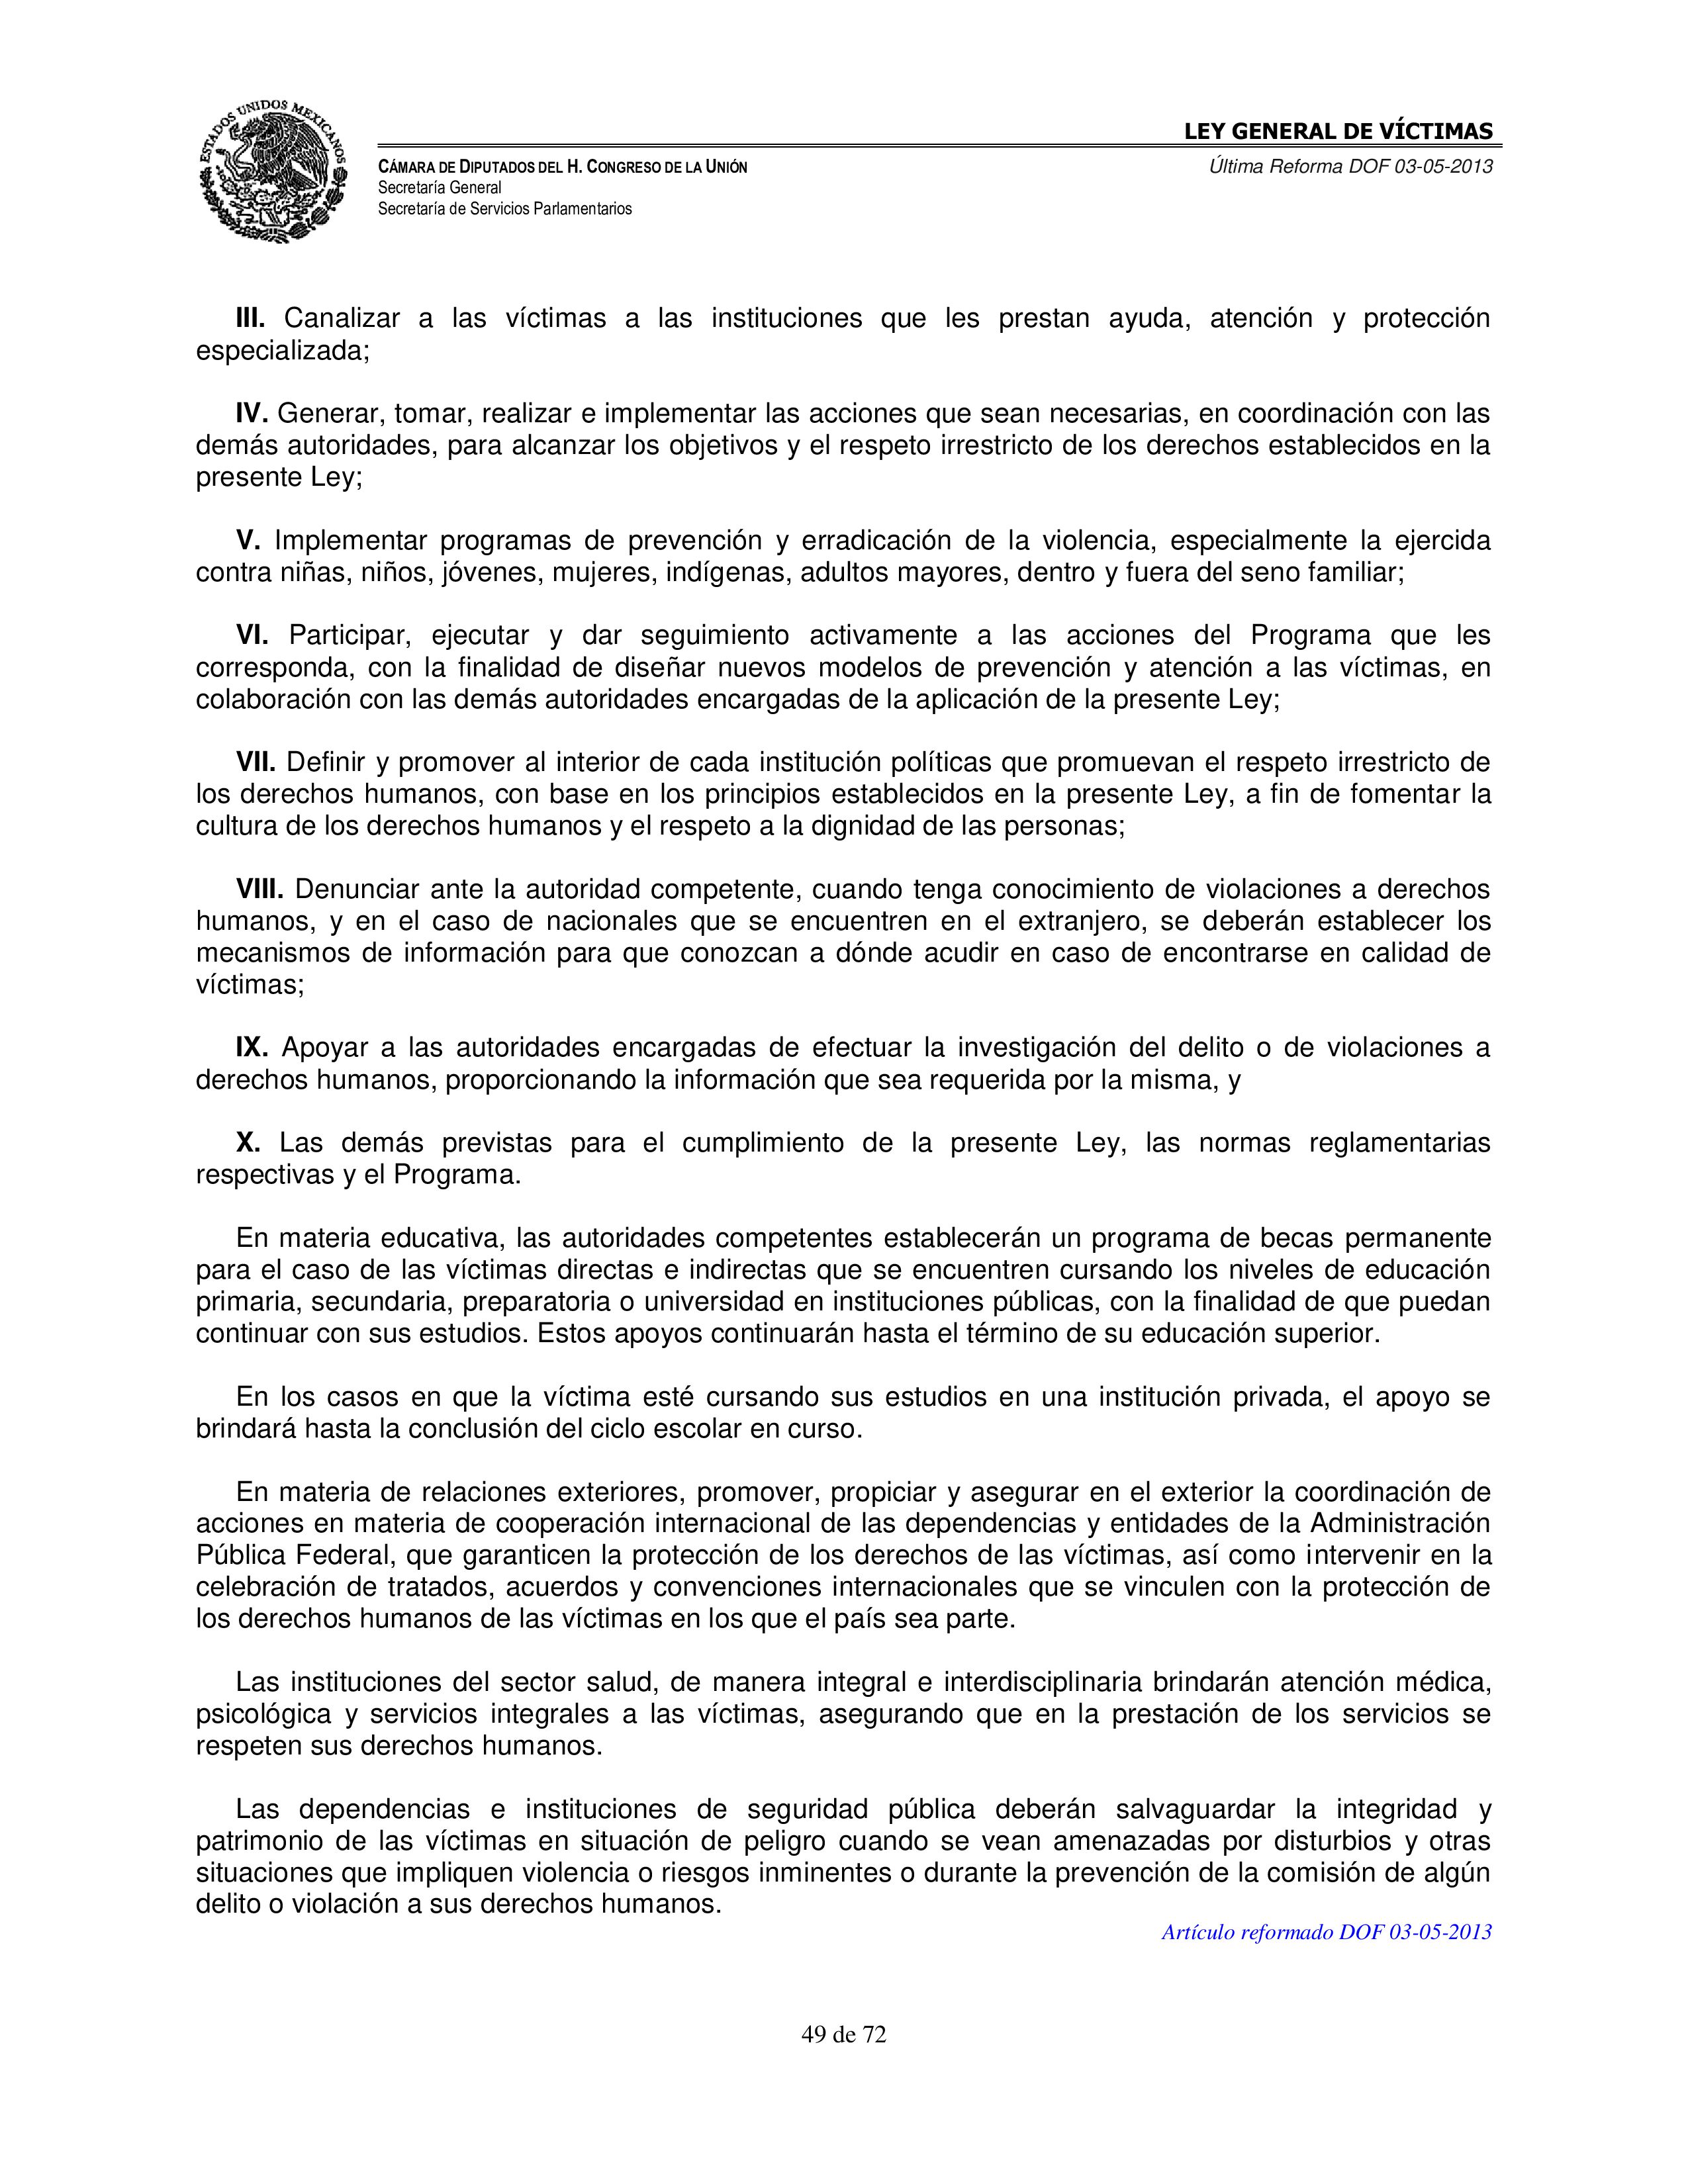 ESTADOS UNIDOS MEXICANOS
LEY GENERAL DE VÍCTIMAS
CÁMARA DE DIPUTADOS DEL H. CONGRESO DE LA UNIÓN
Última Reforma DOF 03-05-2013
Secretaría General
Secretaría de Servicios Parlamentarios
III. Canalizar a las víctimas a las instituciones que les prestan ayuda, atención y protección
especializada;
IV. Generar, tomar, realizar e implementar las acciones que sean necesarias, en coordinación con las
demás autoridades, para alcanzar los objetivos y el respeto irrestricto de los derechos establecidos en la
presente Ley;
V. Implementar programas de prevención y erradicación de la violencia, especialmente la ejercida
contra niñas, niños, jóvenes, mujeres, indígenas, adultos mayores, dentro y fuera del seno familiar;
VI. Participar, ejecutar y dar seguimiento activamente a las acciones del Programa que les
corresponda, con la finalidad de diseñar nuevos modelos de prevención y atención a las víctimas, en
colaboración con las demás autoridades encargadas de la aplicación de la presente Ley;
VII. Definir y promover al interior de cada institución políticas que promuevan el respeto irrestricto de
los derechos humanos, con base en los principios establecidos en la presente Ley, a fin de fomentar la
cultura de los derechos humanos y el respeto a la dignidad de las personas;
VIII. Denunciar ante la autoridad competente, cuando tenga conocimiento de violaciones a derechos
humanos, y en el caso de nacionales que se encuentren en el extranjero, se deberán establecer los
mecanismos de información para que conozcan a dónde acudir en caso de encontrarse en calidad de
víctimas;
IX. Apoyar a las autoridades encargadas de efectuar la investigación del delito o de violaciones a
derechos humanos, proporcionando la información que sea requerida por la misma, y
X. Las demás previstas para el cumplimiento de la presente Ley, las normas reglamentarias
respectivas y el Programa.
En materia educativa, las autoridades competentes establecerán un programa de becas permanente
para el caso de las víctimas directas e indirectas que se encuentren cursando los niveles de educación
primaria, secundaria, preparatoria o universidad en instituciones públicas, con la finalidad de que puedan
continuar con sus estudios. Estos apoyos continuarán hasta el término de su educación superior.
En los casos en que la víctima esté cursando sus estudios en una institución privada, el apoyo se
brindará hasta la conclusión del ciclo escolar en curso.
En materia de relaciones exteriores, promover, propiciar y asegurar en el exterior la coordinación de
acciones en materia de cooperación internacional de las dependencias y entidades de la Administración
Pública Federal, que garanticen la protección de los derechos de las víctimas, así como intervenir en la
celebración de tratados, acuerdos y convenciones internacionales que se vinculen con la protección de
los derechos humanos de las víctimas en los que el país sea parte.
Las instituciones del sector salud, de manera integral e interdisciplinaria brindarán atención médica,
psicológica y servicios integrales a las víctimas, asegurando que en la prestación de los servicios se
respeten sus derechos humanos.
Las dependencias e instituciones de seguridad pública deberán salvaguardar la integridad y
patrimonio de las víctimas en situación de peligro cuando se vean amenazadas por disturbios y otras
situaciones que impliquen violencia o riesgos inminentes o durante la prevención de la comisión de algún
delito o violación a sus derechos humanos.
Artículo reformado DOF 03-05-2013
49 de 72